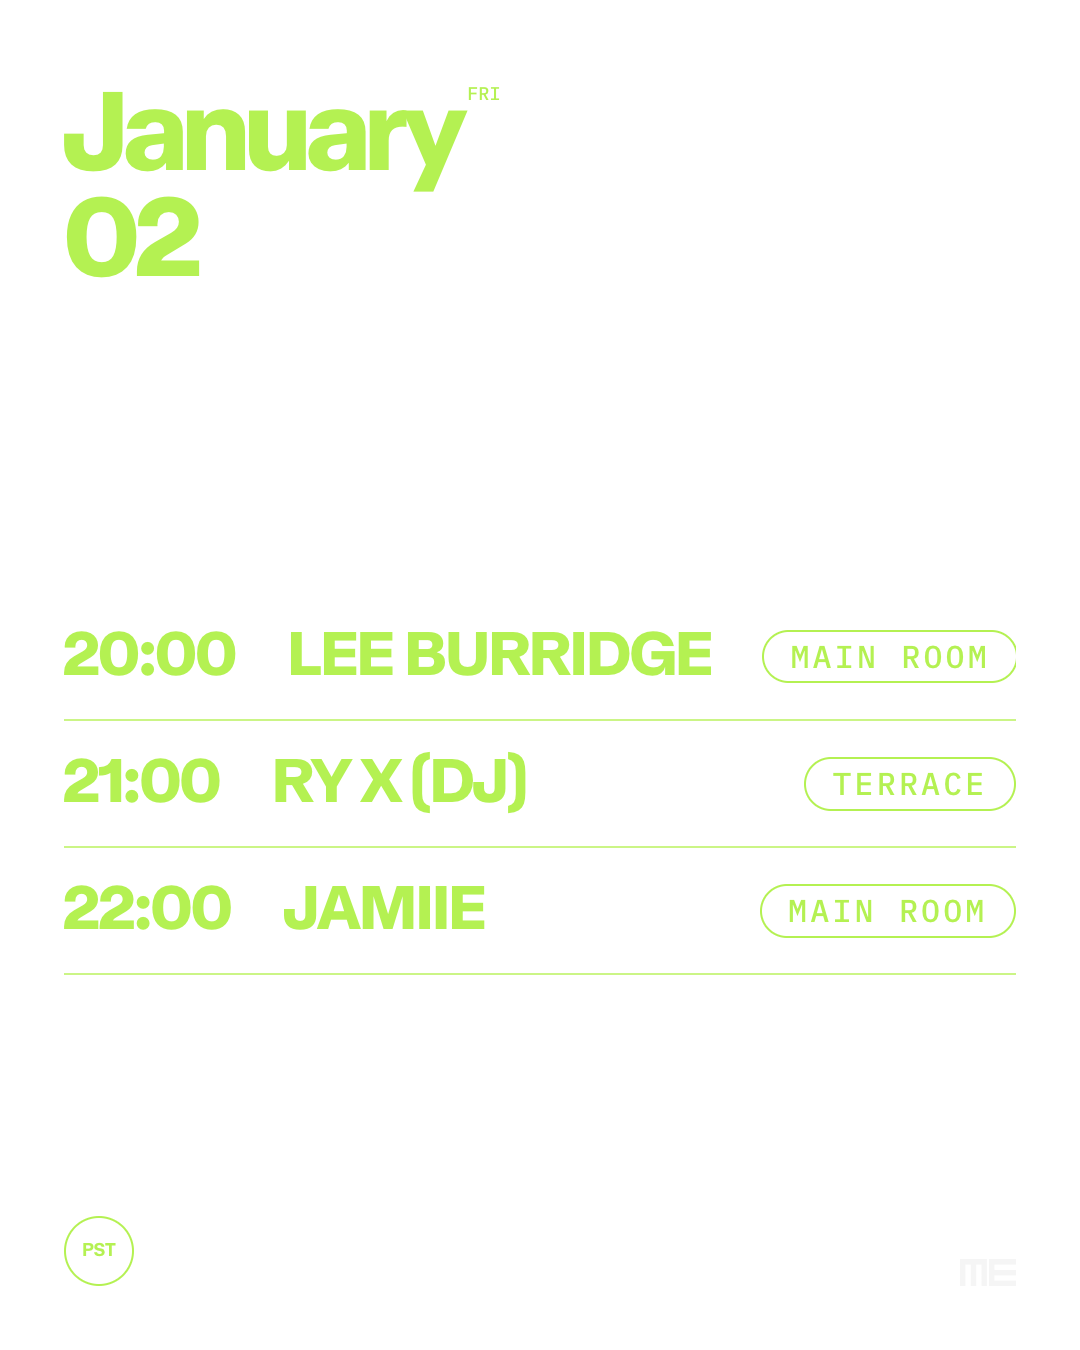 January FRI
02
20:00 LEE BURRIDGE MAIN ROOM
21:00 RY X (DJ) TERRACE
22:00 JAMIIE MAIN ROOM
PST
ME